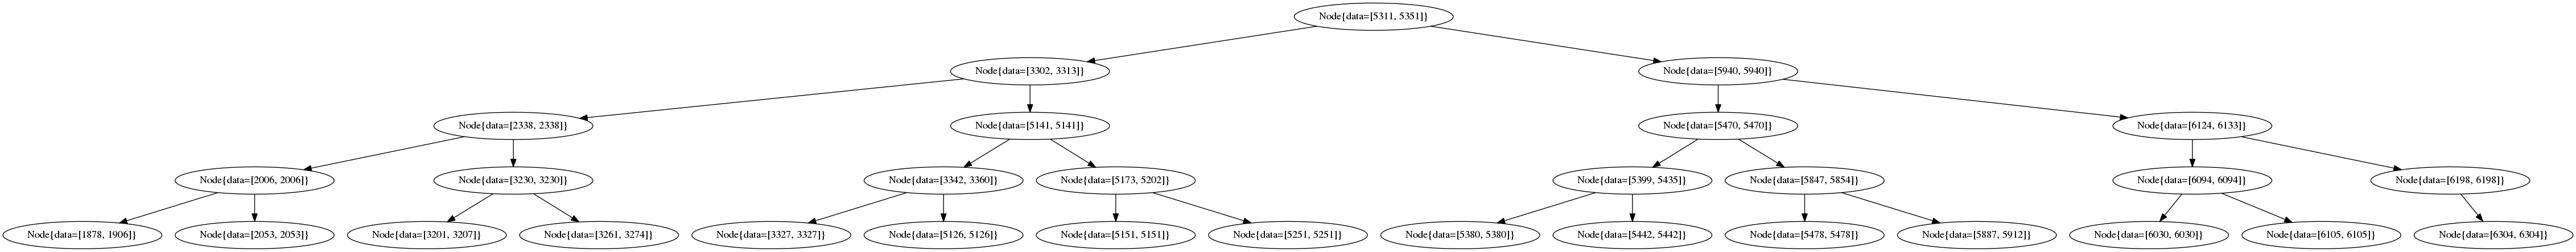 Node{data=[5311, 5351]}
Node{data=[3302, 3313]}
Node{data=[5940, 5940]}
Node{data=[2338, 2338]}
Node{data=[5141, 5141]}
Node{data=[5470, 5470]}
Node{data=[6124, 6133]}
Node{data=[2006, 2006]}
Node{data=[3230, 3230]}
Node{data=[3342, 3360]}
Node{data=[5173, 5202]}
Node{data=[5399, 5435]}
Node{data=[5847, 5854]}
Node{data=[6094, 6094]}
Node{data=[6198, 6198]}
Node{data=[1878, 1906]}
Node{data=[2053, 2053]}
Node{data=[3201, 3207]}
Node{data=[3261, 3274]}
Node{data=[3327, 3327]}
Node{data=[5126, 5126]}
Node{data=[5151, 5151]}
Node{data=[5251, 5251]}
Node{data=[5380, 5380]}
Node{data=[5442, 5442]}
Node{data=[5478, 5478]}
Node{data=[5887, 5912]}
Node{data=[6030, 6030]}
Node{data=[6105, 6105]}
Node{data=[6304, 6304]}